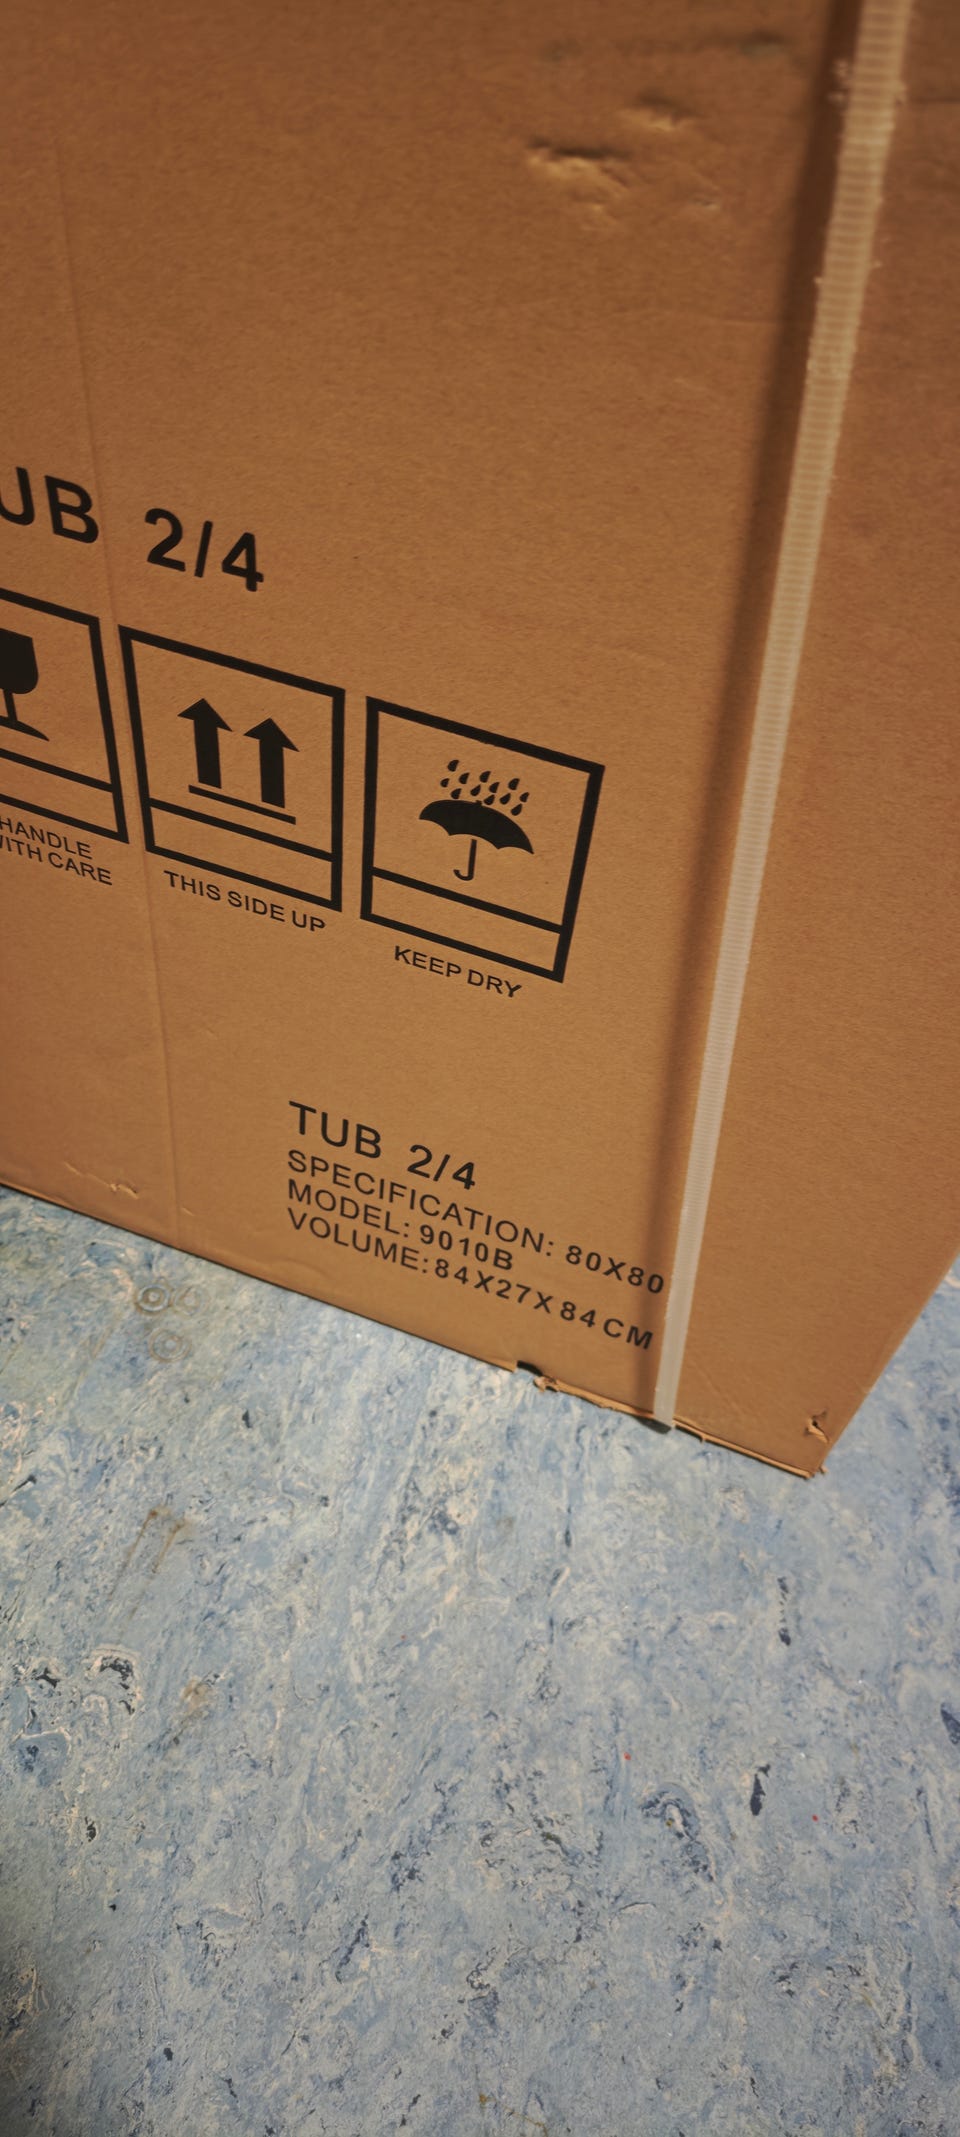 UB 2/4
HANDLE
WITH CARE
THIS SIDE UP
KEEP DRY
TUB 2/4
SPECIFICATION: 80X80
MODEL: 9010B
VOLUME:84X27X84CM